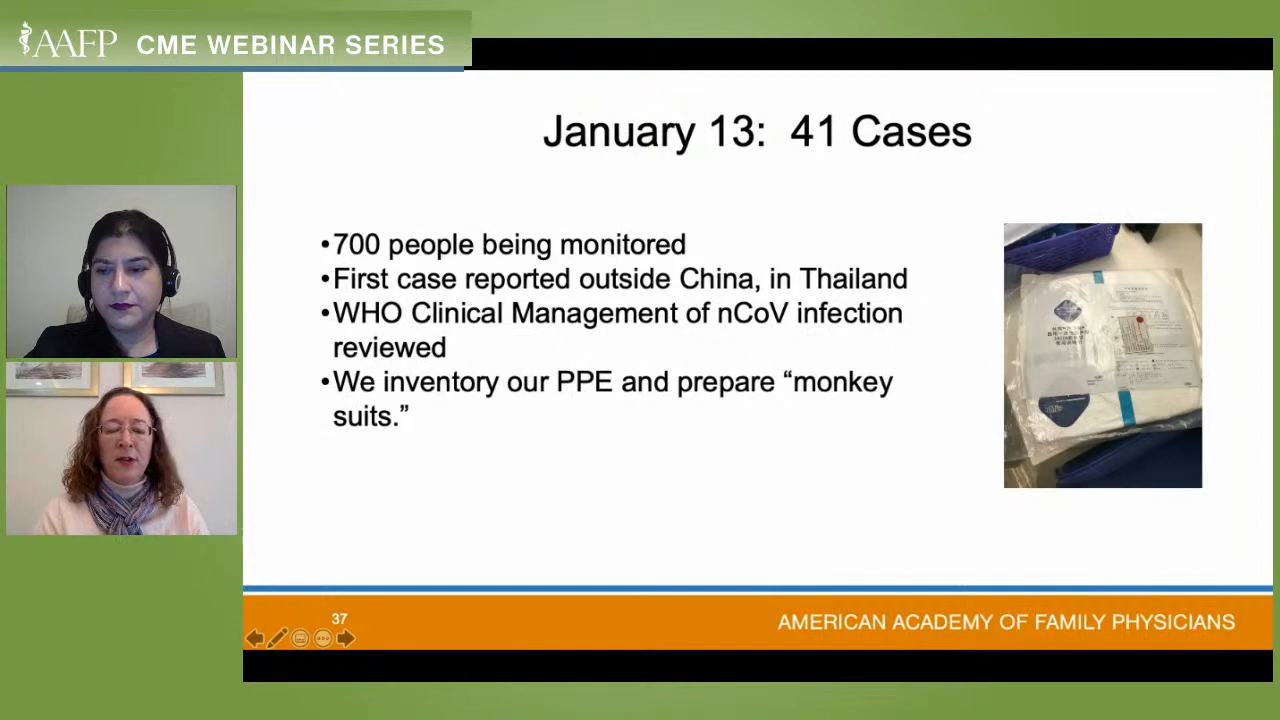 AAFP CME WEBINAR SERIES
January 13: 41 Cases
•700 people being monitored
•First case reported outside China, in Thailand
•WHO Clinical Management of nCoV infection
reviewed
•We inventory our PPE and prepare “monkey
suits.”
37
AMERICAN ACADEMY OF FAMILY PHYSICIANS